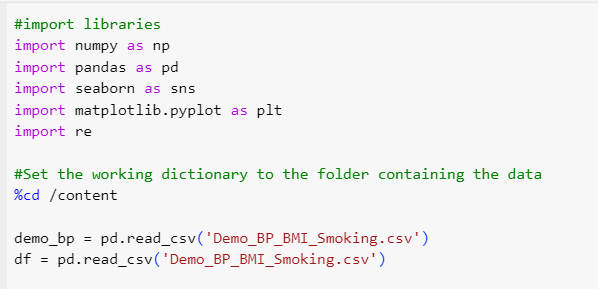 #import libraries
import numpy as np
import pandas as pd
import seaborn as sns
import matplotlib.pyplot as plt
import re
#Set the working dictionary to the folder containing the data
%cd /content
demo_bp = pd.read_csv('Demo_BP_BMI_Smoking.csv')
df = pd.read_csv('Demo_BP_BMI_Smoking.csv')